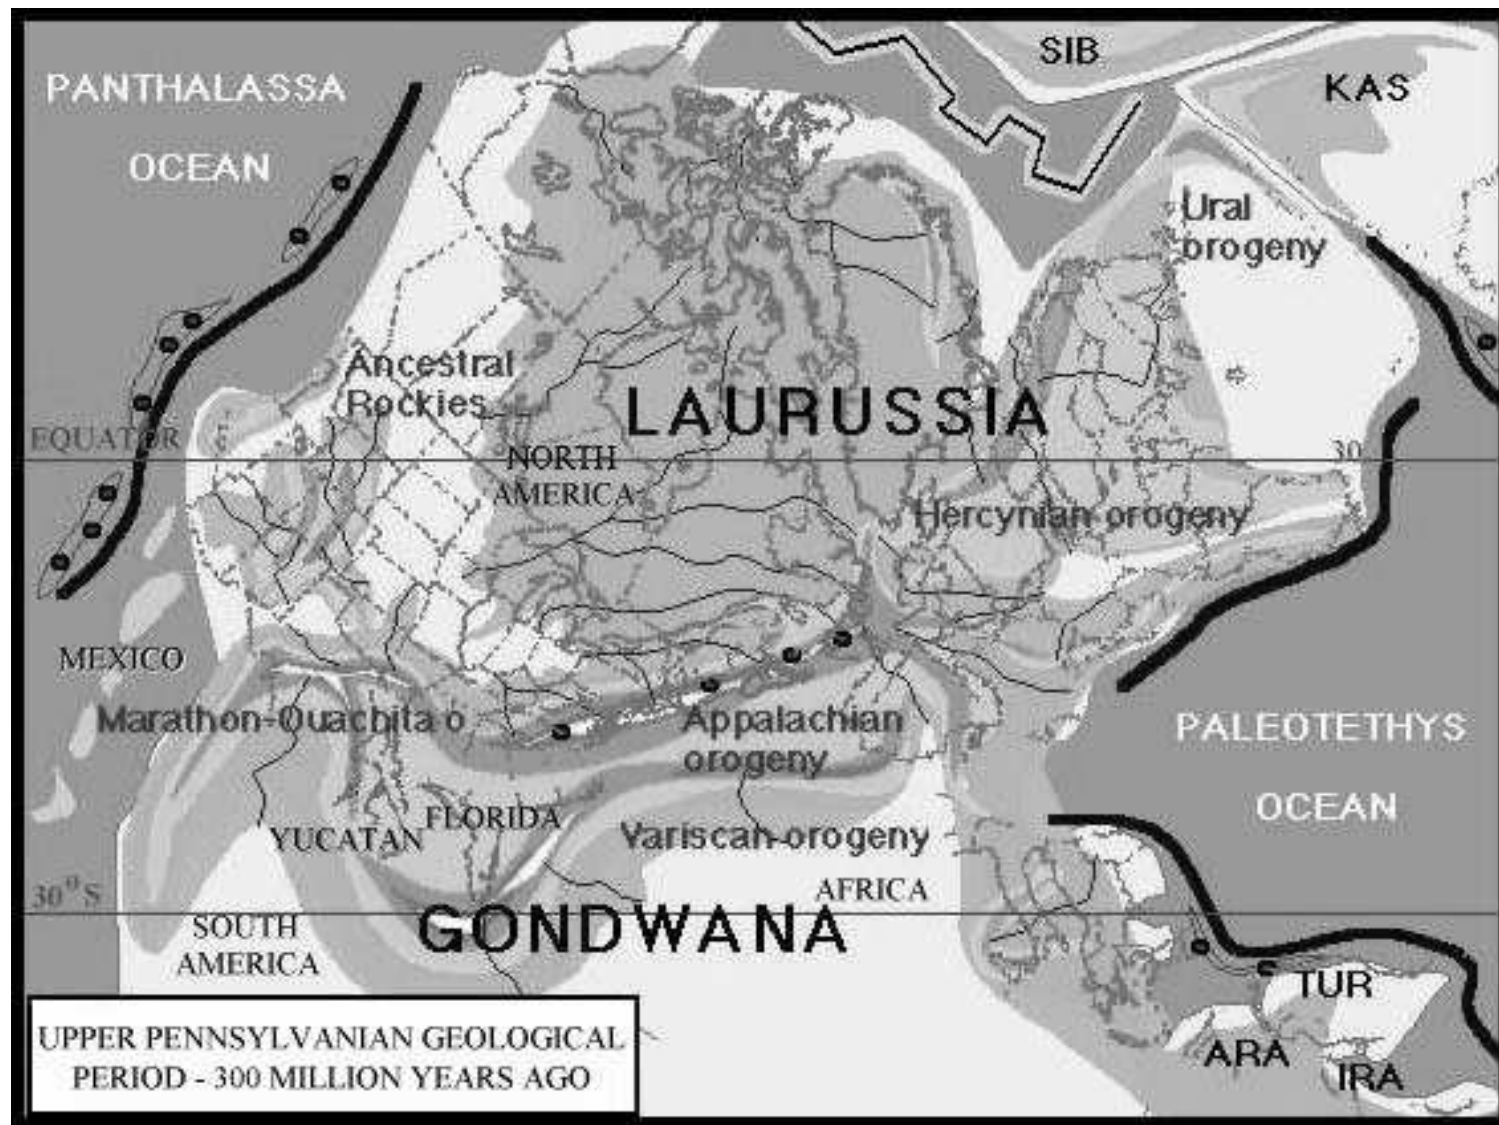 SIB
KAS
PANTHALASSA
OCEAN
Ural
orogeny
Ancestral
Rockies
LAURUSSIA
EQUATOR
30
NORTH
AMERICA
Hercynian orogeny
MEXICO
Marathon-Ouachita o
Appalachian
orogeny
PALEOTETHYS
OCEAN
FLORIDA
YUCATAN
Variscan orogeny
AFRICA
30° S
GONDWANA
SOUTH
AMERICA
TUR
ARA
IRA
UPPER PENNSYLVANIAN GEOLOGICAL
PERIOD - 300 MILLION YEARS AGO